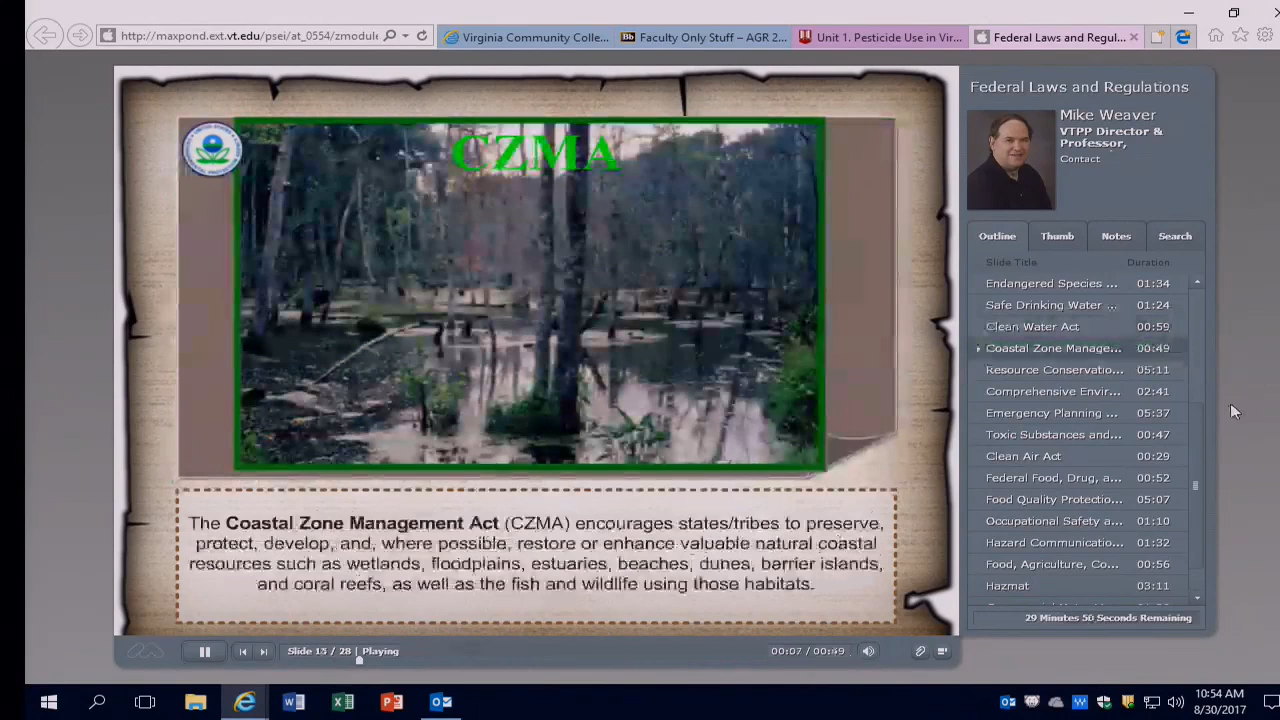 http://maxpond.ext.vt.edu/psei/at_0554/zmodule
Virginia Community Colle...
Faculty Only Stuff – AGR 2...
Unit 1. Pesticide Use in Vir...
Federal Laws and Regul...
Federal Laws and Regulations
Mike Weaver
VTPP Director &
Professor,
Contact
CZMA
Outline
Thumb
Notes
Search
Slide Title
Duration
Endangered Species ...
01:34
Safe Drinking Water ...
01:24
Clean Water Act
00:59
Coastal Zone Manage...
00:49
Resource Conservatio...
05:11
Comprehensive Envir...
02:41
Emergency Planning ...
05:37
Toxic Substances and...
00:47
Clean Air Act
00:29
Federal Food, Drug, a...
00:52
Food Quality Protectio...
05:07
Occupational Safety a...
01:10
Hazard Communicatio...
01:32
Food, Agriculture, Co...
00:56
Hazmat
03:11
29 Minutes 50 Seconds Remaining
The Coastal Zone Management Act (CZMA) encourages states/tribes to preserve,
protect, develop, and, where possible, restore or enhance valuable natural coastal
resources such as wetlands, floodplains, estuaries, beaches, dunes, barrier islands,
and coral reefs, as well as the fish and wildlife using those habitats.
Slide 15 / 28 | Playing
00:07 / 00:49
10:54 AM
8/30/2017